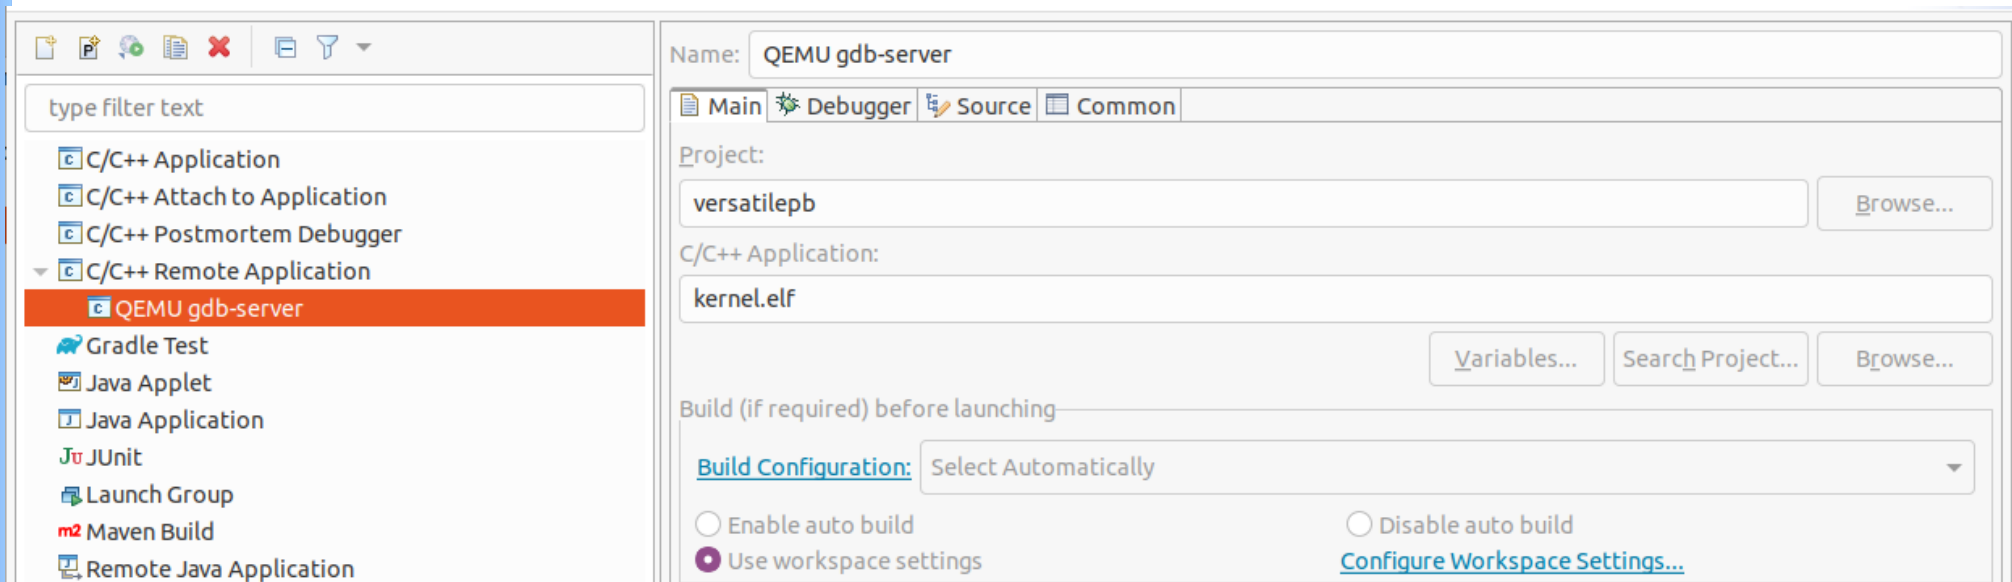 Name: QEMU gdb-server
type filter text
C/C++ Application
C/C++ Attach to Application
C/C++ Postmortem Debugger
C/C++ Remote Application
QEMU gdb-server
Gradle Test
Java Applet
Java Application
JUnit
Launch Group
Maven Build
Remote Java Application
Main Debugger Source Common
Project:
versatilepb Browse...
C/C++ Application:
kernel.elf
Variables... Search Project... Browse...
Build (if required) before launching
Build Configuration: Select Automatically
Enable auto build Disable auto build
Use workspace settings Configure Workspace Settings...